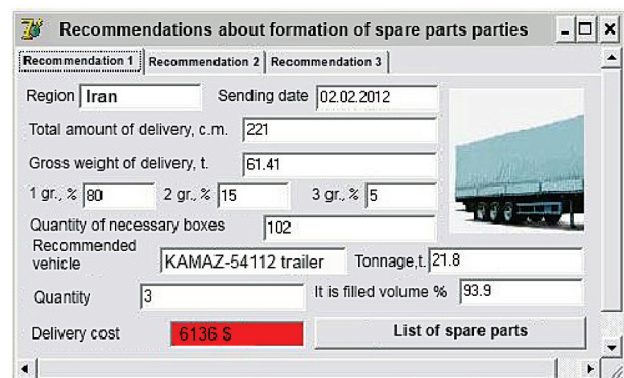 Recommendations about formation of spare parts parties
Recommendation 1 Recommendation 2 Recommendation 3
Region Iran Sending date 02.02.2012
Total amount of delivery, c.m. 221
Gross weight of delivery, t. 61.41
1 gr., % 80 2 gr., % 15 3 gr., % 5
Quantity of necessary boxes 102
Recommended
vehicle KAMAZ-54112 trailer Tonnage,t. 21.8
Quantity 3 It is filled volume % 93.9
Delivery cost 6136 $ List of spare parts